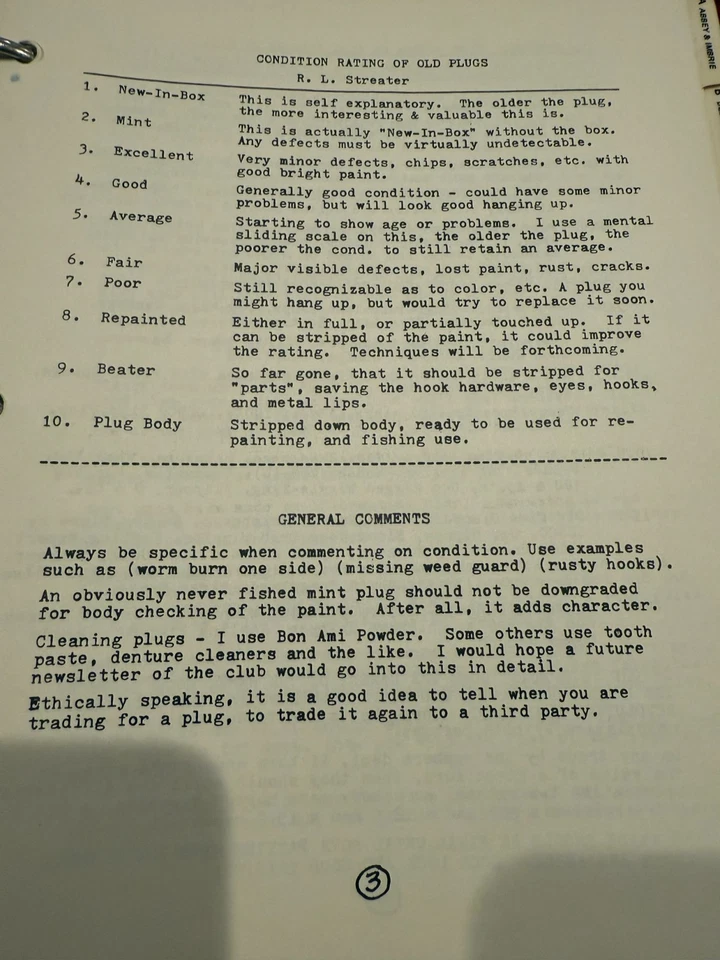 A ABBEY & IMBRIE
CONDITION RATING OF OLD PLUGS
R. L. Streater
1. New-In-Box This is self explanatory. The older the plug,
the more interesting & valuable this is.
2. Mint This is actually "New-In-Box" without the box.
Any defects must be virtually undetectable.
3. Excellent Very minor defects, chips, scratches, etc. with
good bright paint.
4. Good Generally good condition - could have some minor
problems, but will look good hanging up.
5. Average Starting to show age or problems. I use a mental
sliding scale on this, the older the plug, the
poorer the cond. to still retain an average.
6. Fair Major visible defects, lost paint, rust, cracks.
7. Poor Still recognizable as to color, etc. A plug you
might hang up, but would try to replace it soon.
8. Repainted Either in full, or partially touched up. If it
can be stripped of the paint, it could improve
the rating. Techniques will be forthcoming.
9. Beater So far gone, that it should be stripped for
"parts", saving the hook hardware, eyes, hooks,
and metal lips.
10. Plug Body Stripped down body, ready to be used for re-
painting, and fishing use.
GENERAL COMMENTS
Always be specific when commenting on condition. Use examples
such as (worm burn one side) (missing weed guard) (rusty hooks).
An obviously never fished mint plug should not be downgraded
for body checking of the paint. After all, it adds character.
Cleaning plugs - I use Bon Ami Powder. Some others use tooth
paste, denture cleaners and the like. I would hope a future
newsletter of the club would go into this in detail.
Ethically speaking, it is a good idea to tell when you are
trading for a plug, to trade it again to a third party.
3